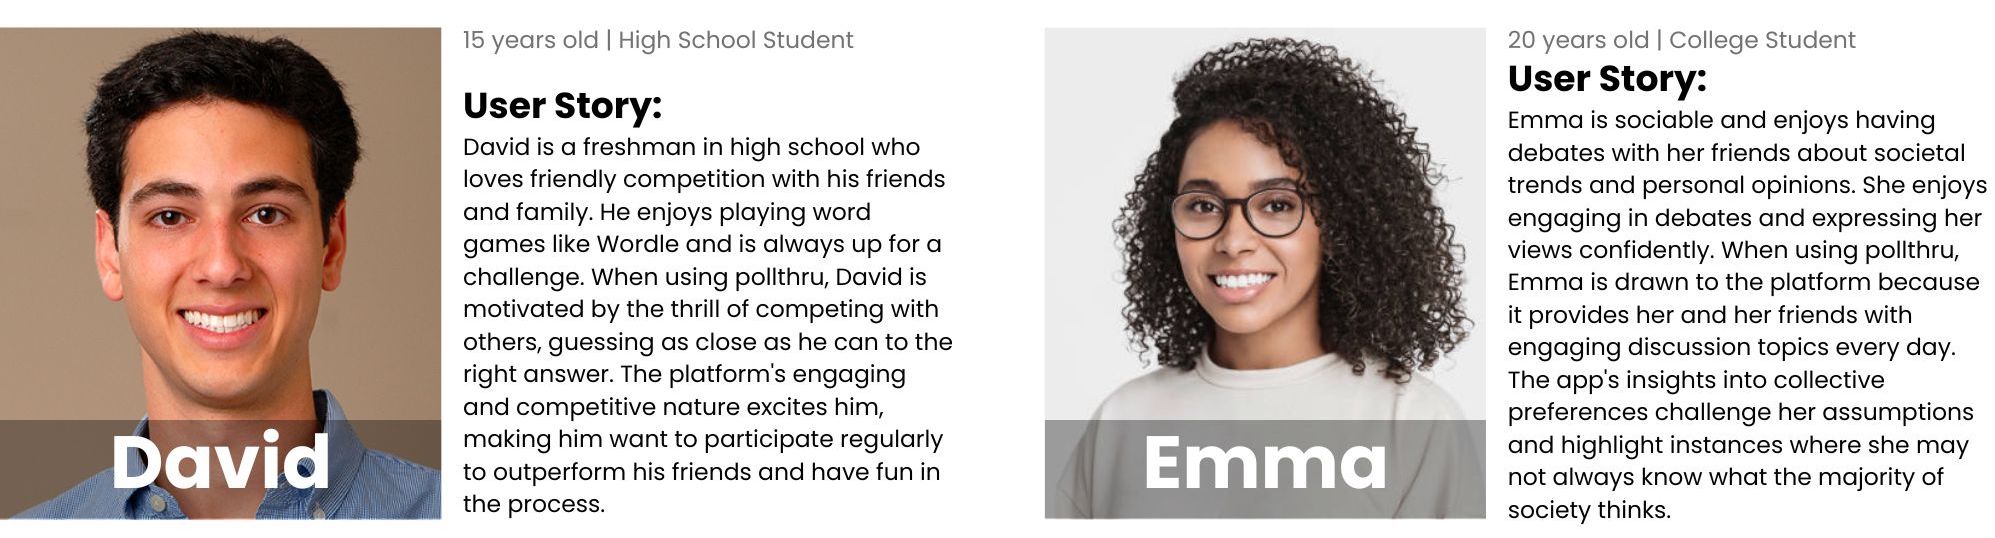 David
15 years old | High School Student
User Story:
David is a freshman in high school who
loves friendly competition with his friends
and family. He enjoys playing word
games like Wordle and is always up for a
challenge. When using pollthru, David is
motivated by the thrill of competing with
others, guessing as close as he can to the
right answer. The platform's engaging
and competitive nature excites him,
making him want to participate regularly
to outperform his friends and have fun in
the process.
Emma
20 years old | College Student
User Story:
Emma is sociable and enjoys having
debates with her friends about societal
trends and personal opinions. She enjoys
engaging in debates and expressing her
views confidently. When using pollthru,
Emma is drawn to the platform because
it provides her and her friends with
engaging discussion topics every day.
The app's insights into collective
preferences challenge her assumptions
and highlight instances where she may
not always know what the majority of
society thinks.